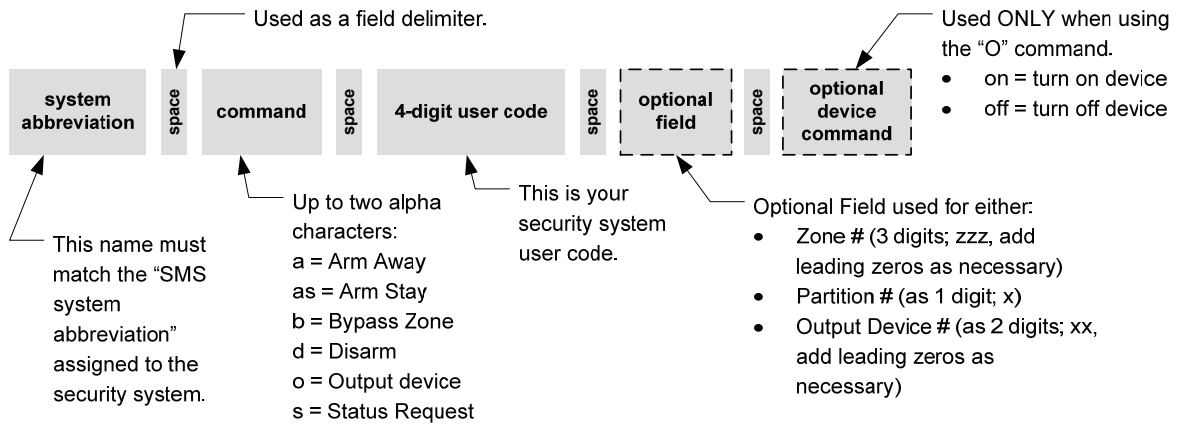 Used as a field delimiter.
Used ONLY when using
the “O” command.
• on = turn on device
• off = turn off device
system
abbreviation
space
command
space
4-digit user code
space
optional
field
space
optional
device
command
This name must
match the “SMS
system
abbreviation”
assigned to the
security system.
Up to two alpha
characters:
a = Arm Away
as = Arm Stay
b = Bypass Zone
d = Disarm
o = Output device
s = Status Request
This is your
security system
user code.
Optional Field used for either:
• Zone # (3 digits; zzz, add
leading zeros as necessary)
• Partition # (as 1 digit; x)
• Output Device # (as 2 digits; xx,
add leading zeros as
necessary)